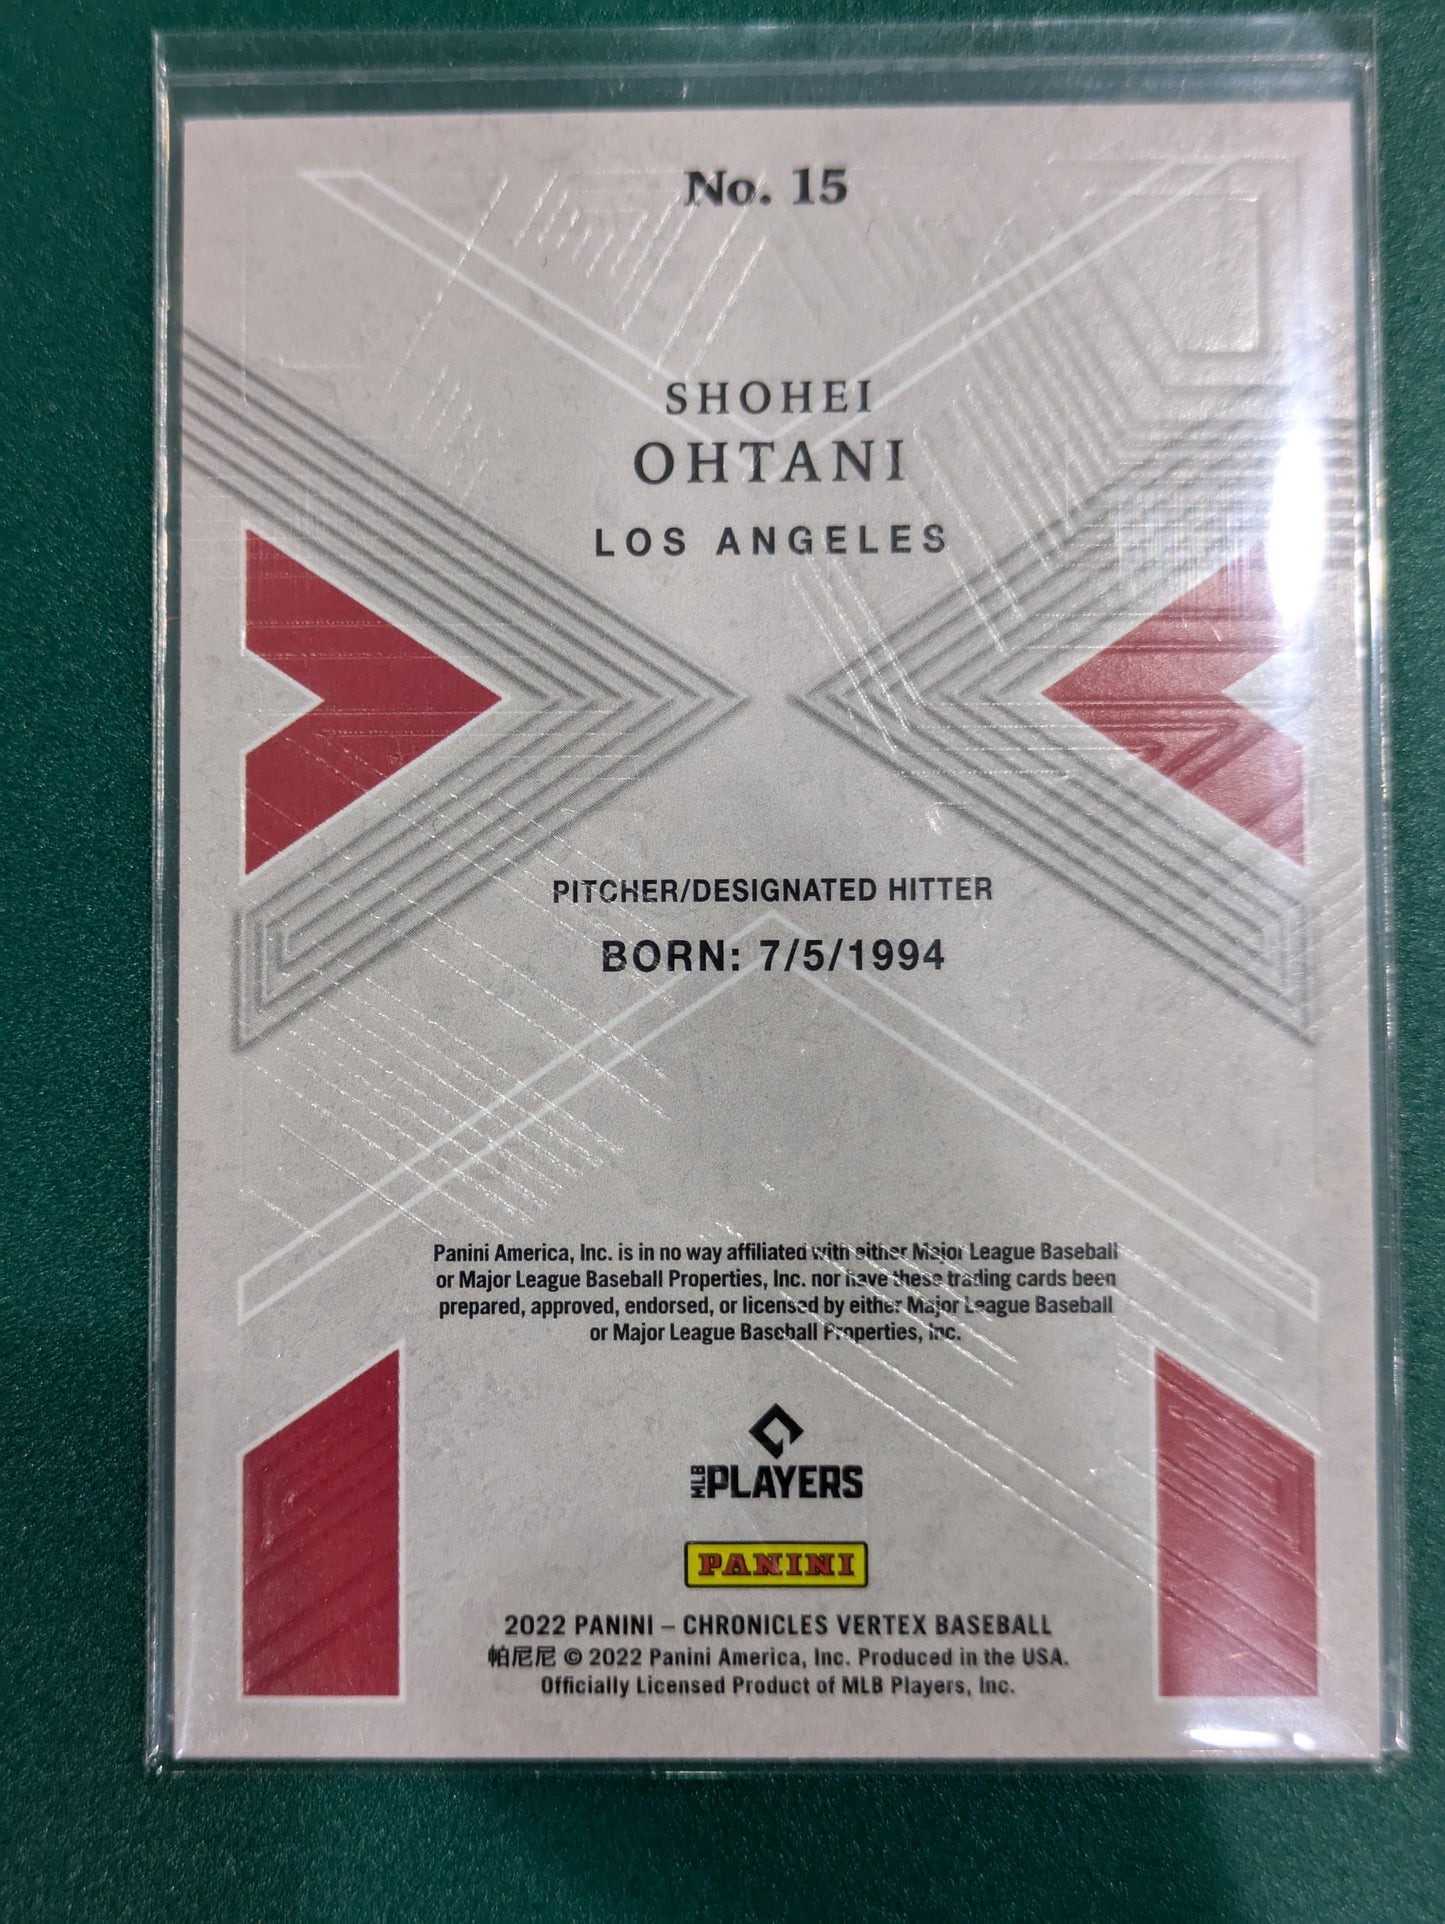 No. 15
SHOHEI
OHTANI
LOS ANGELES
PITCHER/DESIGNATED HITTER
BORN: 7/5/1994
Panini America, Inc. is in no way affiliated with either Major League Baseball
or Major League Baseball Properties, Inc. nor have these trading cards been
prepared, approved, endorsed, or licensed by either Major League Baseball
or Major League Baseball Properties, Inc.
MLB PLAYERS
PANINI
2022 PANINI – CHRONICLES VERTEX BASEBALL
帕尼尼 © 2022 Panini America, Inc. Produced in the USA.
Officially Licensed Product of MLB Players, Inc.